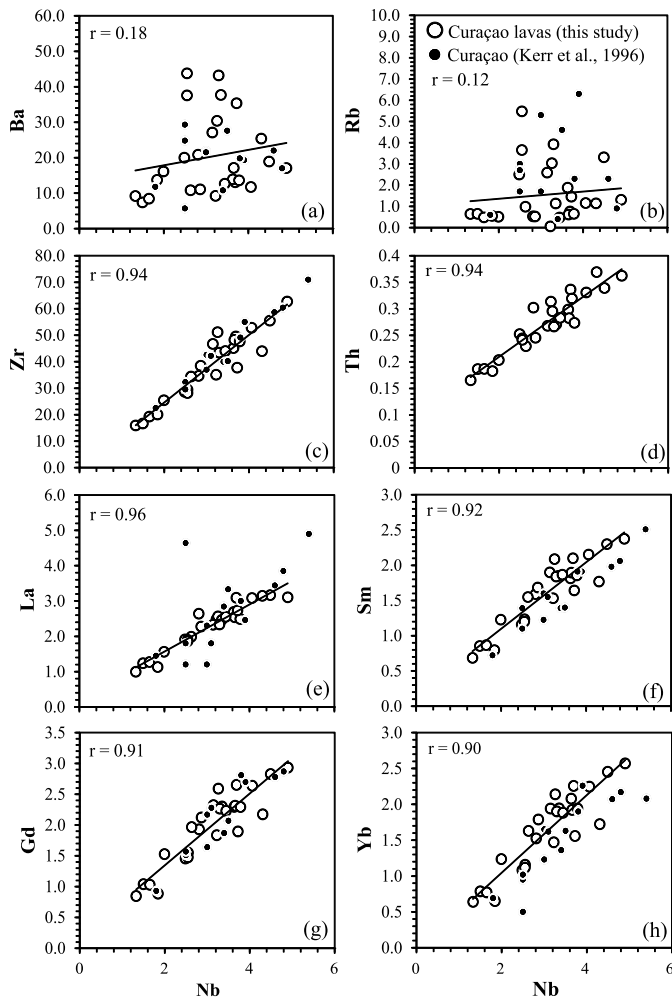 Ba
60.0
50.0
40.0
30.0
20.0
10.0
0.0
r = 0.18
(a)
Rb
10.0
9.0
8.0
7.0
6.0
5.0
4.0
3.0
2.0
1.0
0.0
Curaçao lavas (this study)
Curaçao (Kerr et al., 1996)
r = 0.12
(b)
Zr
80.0
70.0
60.0
50.0
40.0
30.0
20.0
10.0
0.0
r = 0.94
(c)
Th
0.4
0.35
0.3
0.25
0.2
0.15
0.1
0.05
0
r = 0.94
(d)
La
6.0
5.0
4.0
3.0
2.0
1.0
0.0
r = 0.96
(e)
Sm
3.0
2.5
2.0
1.5
1.0
0.5
0.0
r = 0.92
(f)
Gd
3.5
3.0
2.5
2.0
1.5
1.0
0.5
0.0
r = 0.91
(g)
0 2 4 6
Nb
Yb
3.0
2.5
2.0
1.5
1.0
0.5
0.0
r = 0.90
(h)
0 2 4 6
Nb